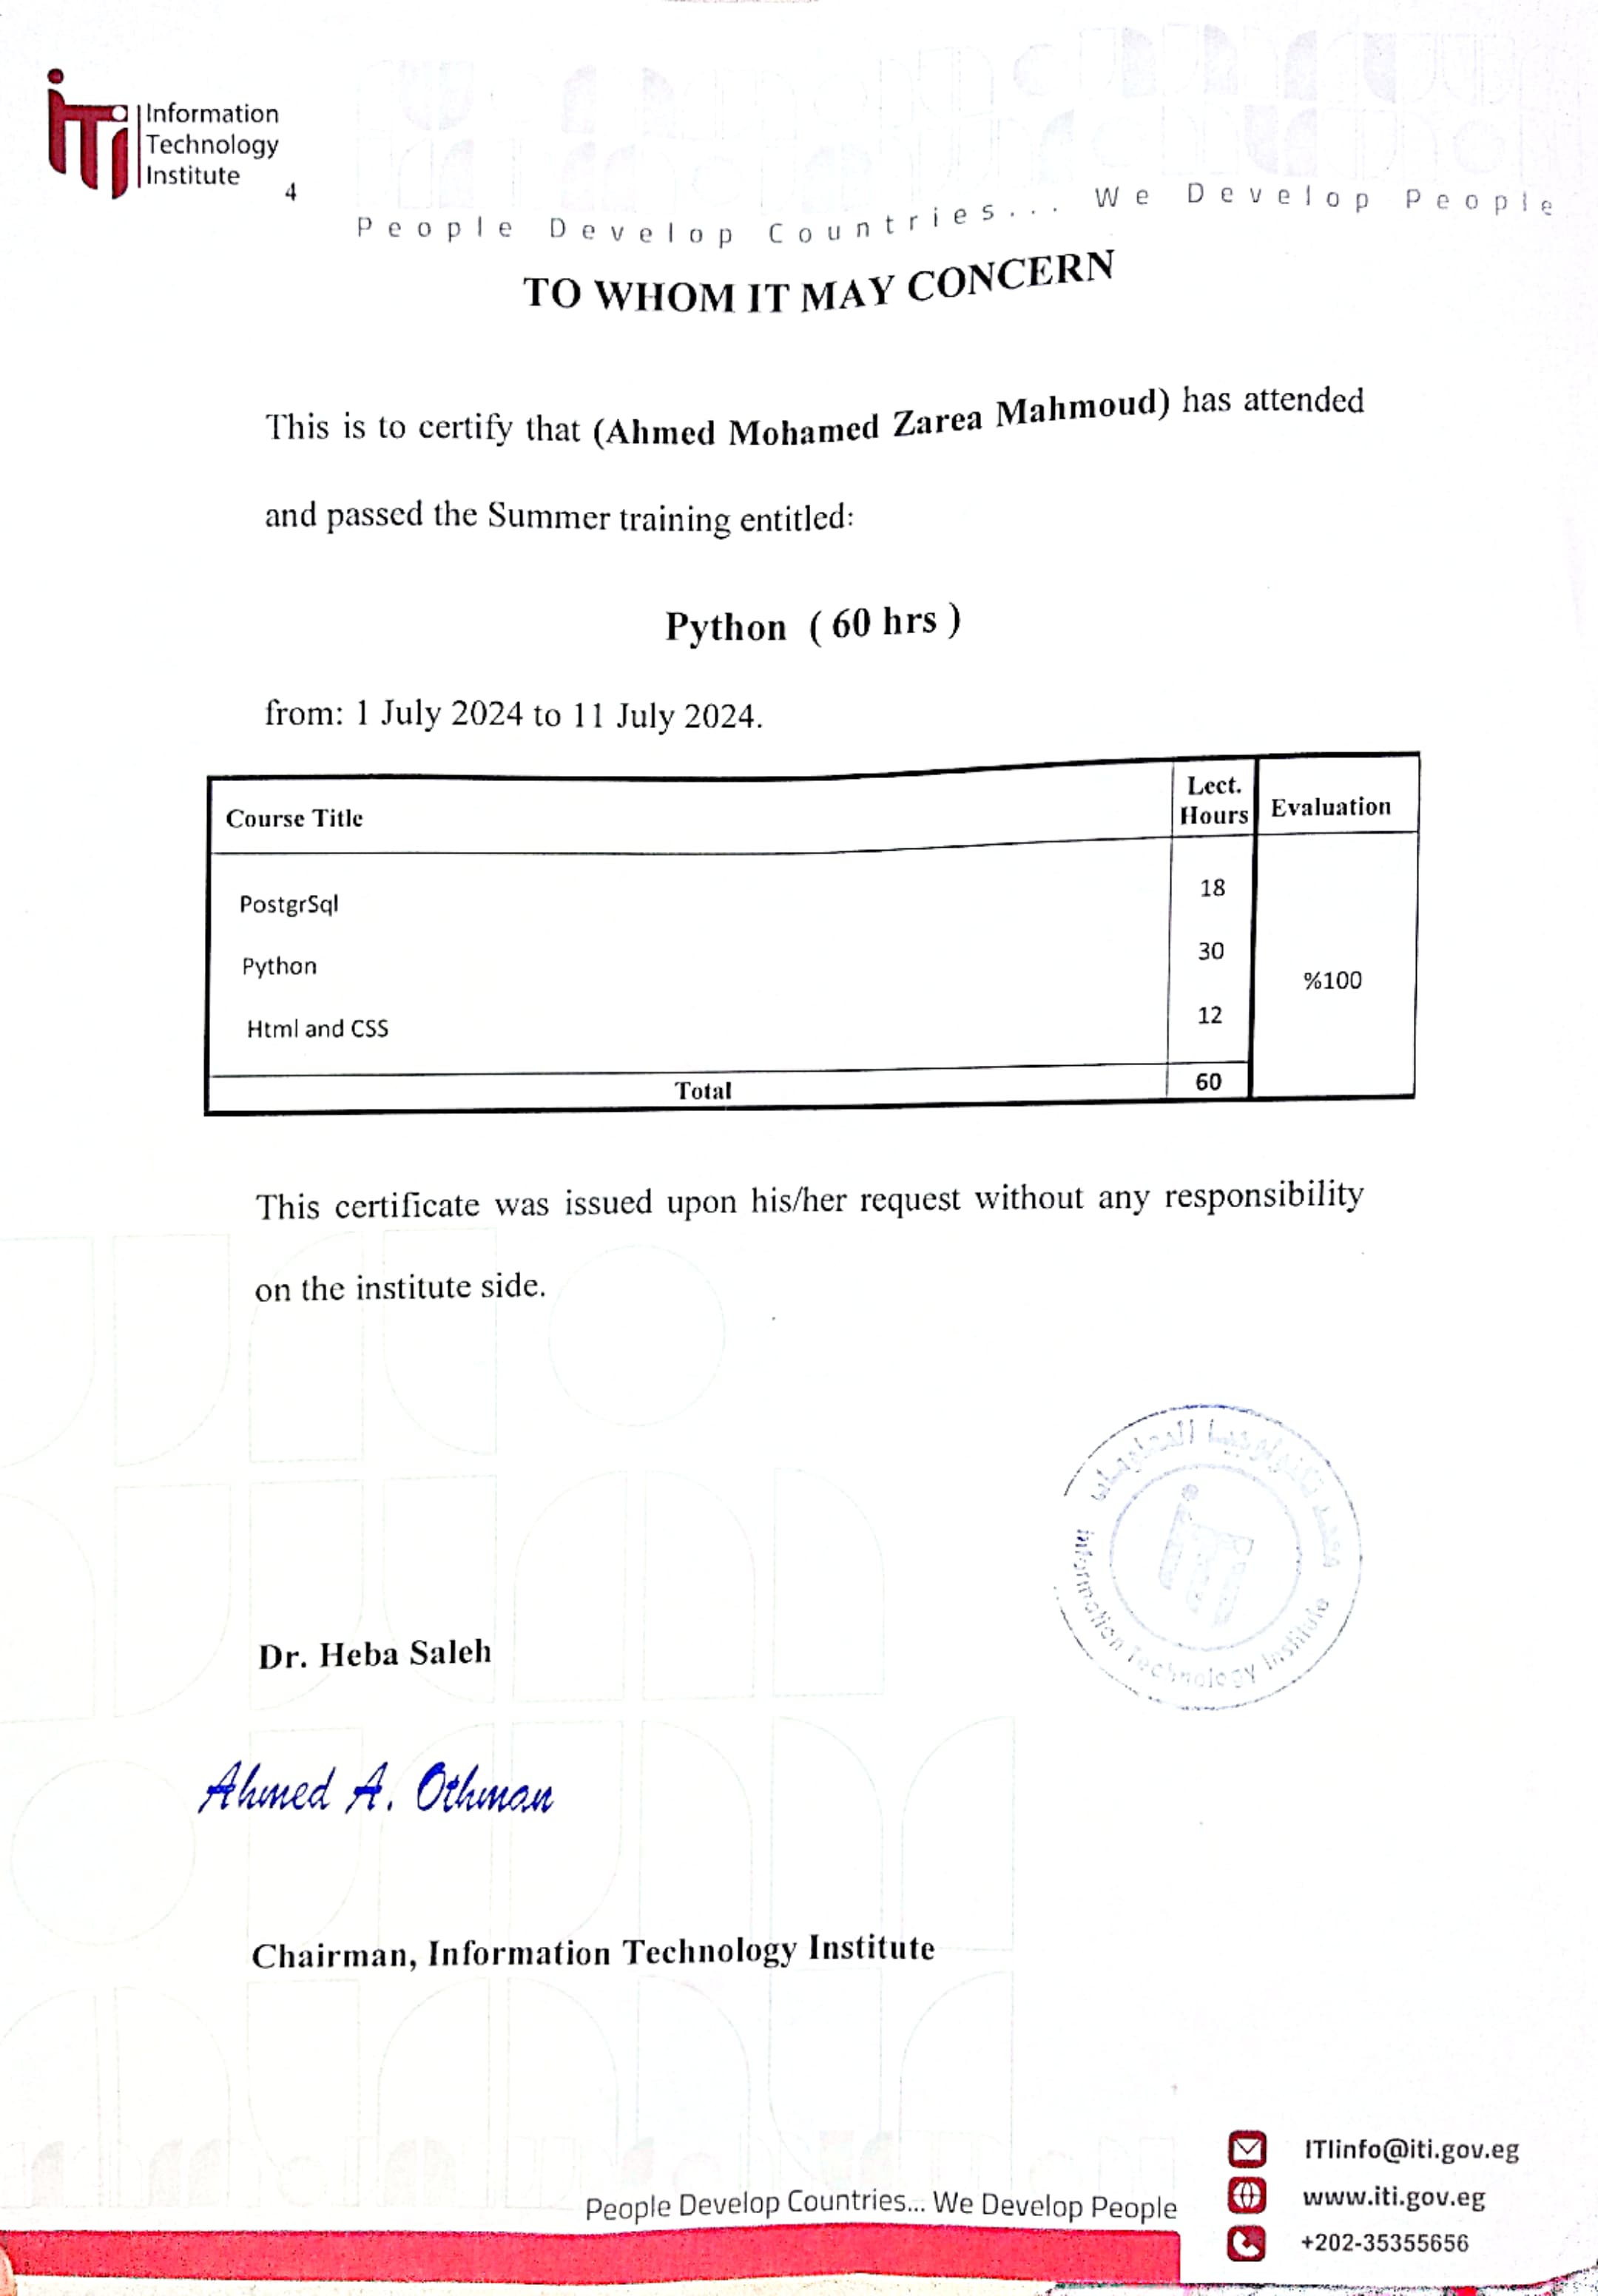 Information
Technology
Institute
4
People Develop Countries... We Develop People
TO WHOM IT MAY CONCERN
This is to certify that (Ahmed Mohamed Zarea Mahmoud) has attended
and passed the Summer training entitled:
Python ( 60 hrs )
from: 1 July 2024 to 11 July 2024.
Course Title Lect. Hours Evaluation
PostgrSql 18
Python 30
%100
Html and CSS 12
Total 60
This certificate was issued upon his/her request without any responsibility
on the institute side.
معهد تكنولوجيا المعلومات
iTi
Information Technology Institute
Dr. Heba Saleh
Ahmed A. Othman
Chairman, Information Technology Institute
ITIinfo@iti.gov.eg
www.iti.gov.eg
+202-35355656
People Develop Countries... We Develop People